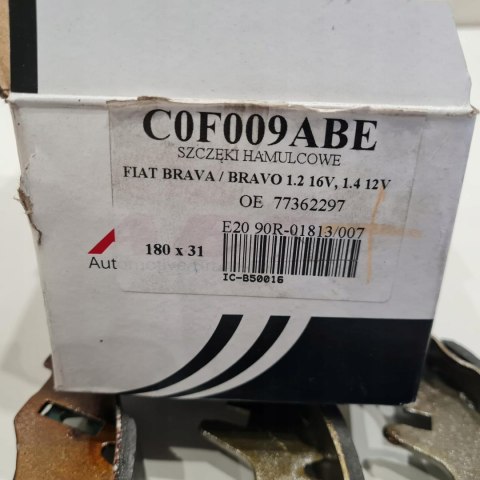 C0F009ABE
SZCZĘKI HAMULCOWE
FIAT BRAVA / BRAVO 1.2 16V, 1.4 12V
OE 77362297
E20 90R-01813/007
180 x 31
IC-B50016